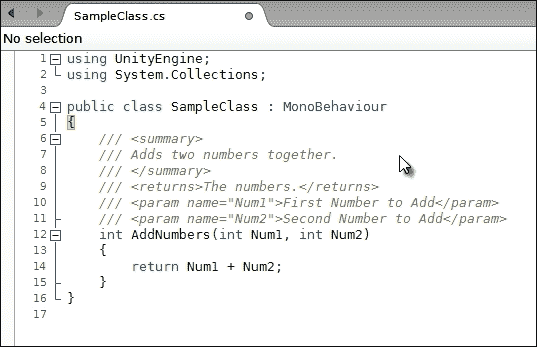 SampleClass.cs
No selection
1 using UnityEngine;
2 using System.Collections;
3
4 public class SampleClass : MonoBehaviour
5 {
6 /// <summary>
7 /// Adds two numbers together.
8 /// </summary>
9 /// <returns>The numbers.</returns>
10 /// <param name="Num1">First Number to Add</param>
11 /// <param name="Num2">Second Number to Add</param>
12 int AddNumbers(int Num1, int Num2)
13 {
14 return Num1 + Num2;
15 }
16 }
17